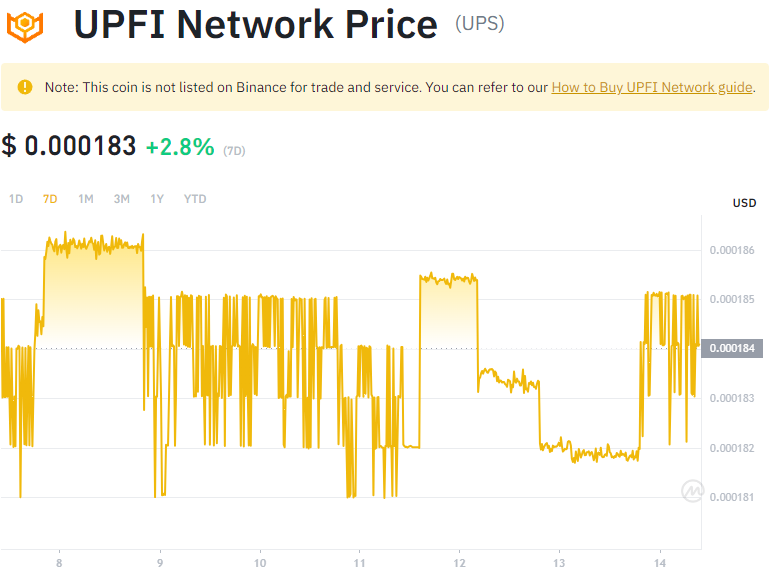 UPFI Network Price (UPS)
Note: This coin is not listed on Binance for trade and service. You can refer to our How to Buy UPFI Network guide.
$ 0.000183 +2.8% (7D)
1D 7D 1M 3M 1Y YTD
USD
0.000186
0.000185
0.000184
0.000183
0.000182
0.000181
8 9 10 11 12 13 14